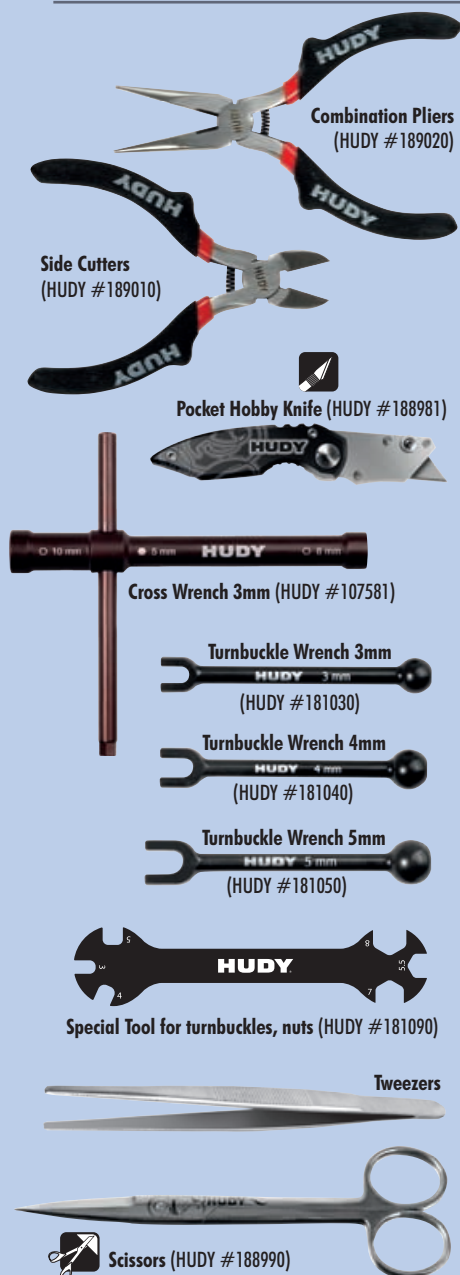 HUDY
HUDY
Combination Pliers
(HUDY #189020)
HUDY
HUDY
HUDY
HUDY
Side Cutters
(HUDY #189010)
Pocket Hobby Knife (HUDY #188981)
HUDY
10 mm 5 mm HUDY 8 mm
Cross Wrench 3mm (HUDY #107581)
Turnbuckle Wrench 3mm
HUDY 3 mm
(HUDY #181030)
Turnbuckle Wrench 4mm
HUDY 4 mm
(HUDY #181040)
Turnbuckle Wrench 5mm
HUDY 5 mm
(HUDY #181050)
5 3 4 HUDY 8 5.5 7
Special Tool for turnbuckles, nuts (HUDY #181090)
Tweezers
HUDY
Scissors (HUDY #188990)